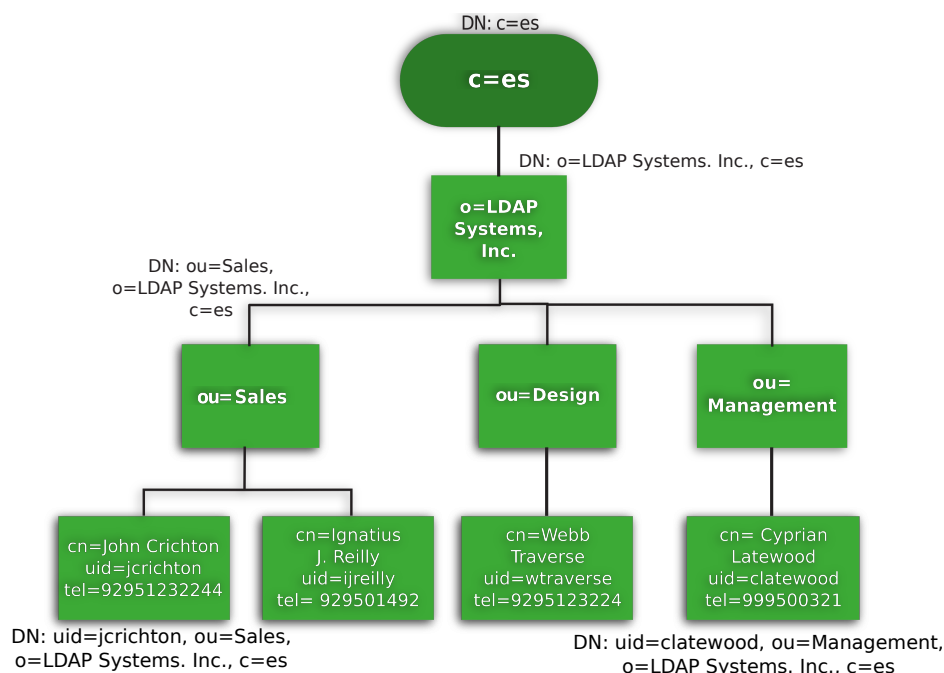 DN: c=es
c=es
DN: o=LDAP Systems. Inc., c=es
o=LDAP
Systems,
Inc.
DN: ou=Sales,
o=LDAP Systems. Inc.,
c=es
ou=Sales
ou=Design
ou=
Management
cn=John Crichton
uid=jcrichton
tel=92951232244
cn=Ignatius
J. Reilly
uid=ijreilly
tel= 929501492
cn=Webb
Traverse
uid=wtraverse
tel=9295123224
cn= Cyprian
Latewood
uid=clatewood
tel=999500321
DN: uid=jcrichton, ou=Sales,
o=LDAP Systems. Inc., c=es
DN: uid=clatewood, ou=Management,
o=LDAP Systems. Inc., c=es